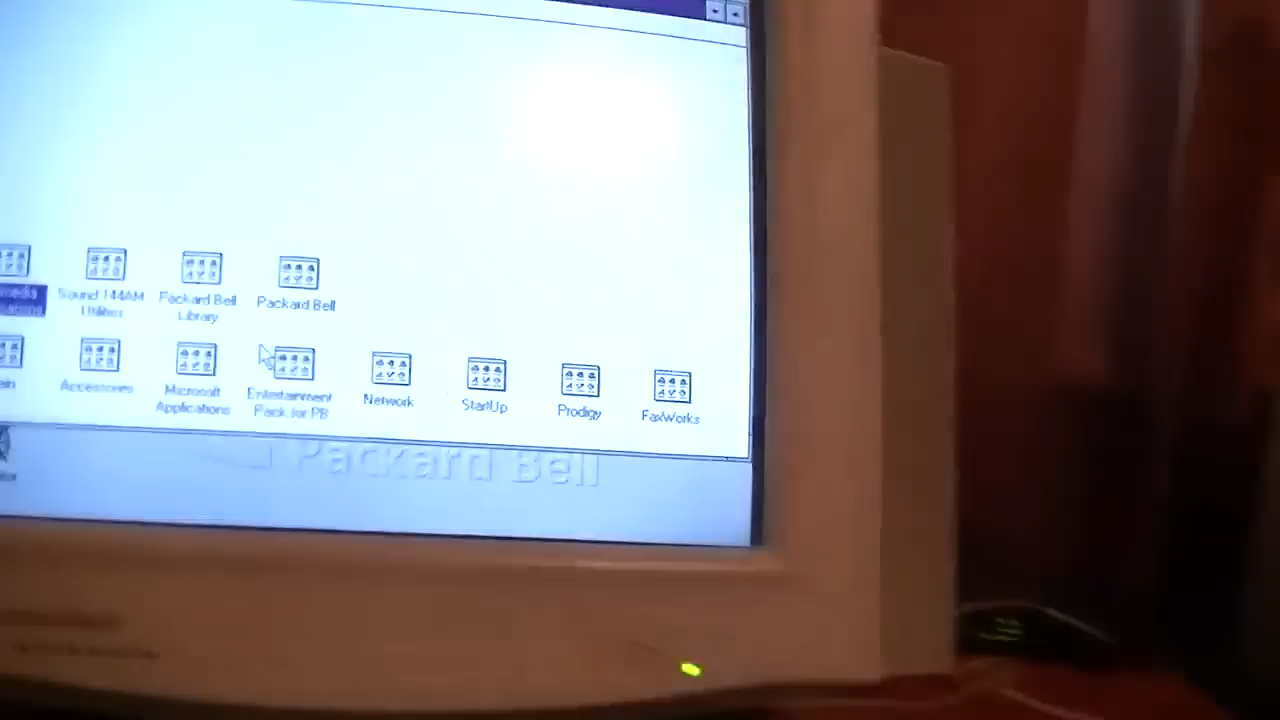 Sound 144AM
Utilities
Packard Bell
Library
Packard Bell
Accessories
Microsoft
Applications
Entertainment
Pack for PB
Network
StartUp
Prodigy
FaxWorks
Packard Bell